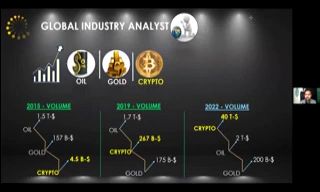 GLOBAL INDUSTRY ANALYST
OIL
GOLD
CRYPTO
2015 - VOLUME
1.5 T-$
OIL
157 B-$
GOLD
4.5 B-$
CRYPTO
2019 - VOLUME
1.7 T-$
OIL
267 B-$
CRYPTO
175 B-$
GOLD
2022 - VOLUME
40 T-$
CRYPTO
2 T-$
OIL
200 B-$
GOLD